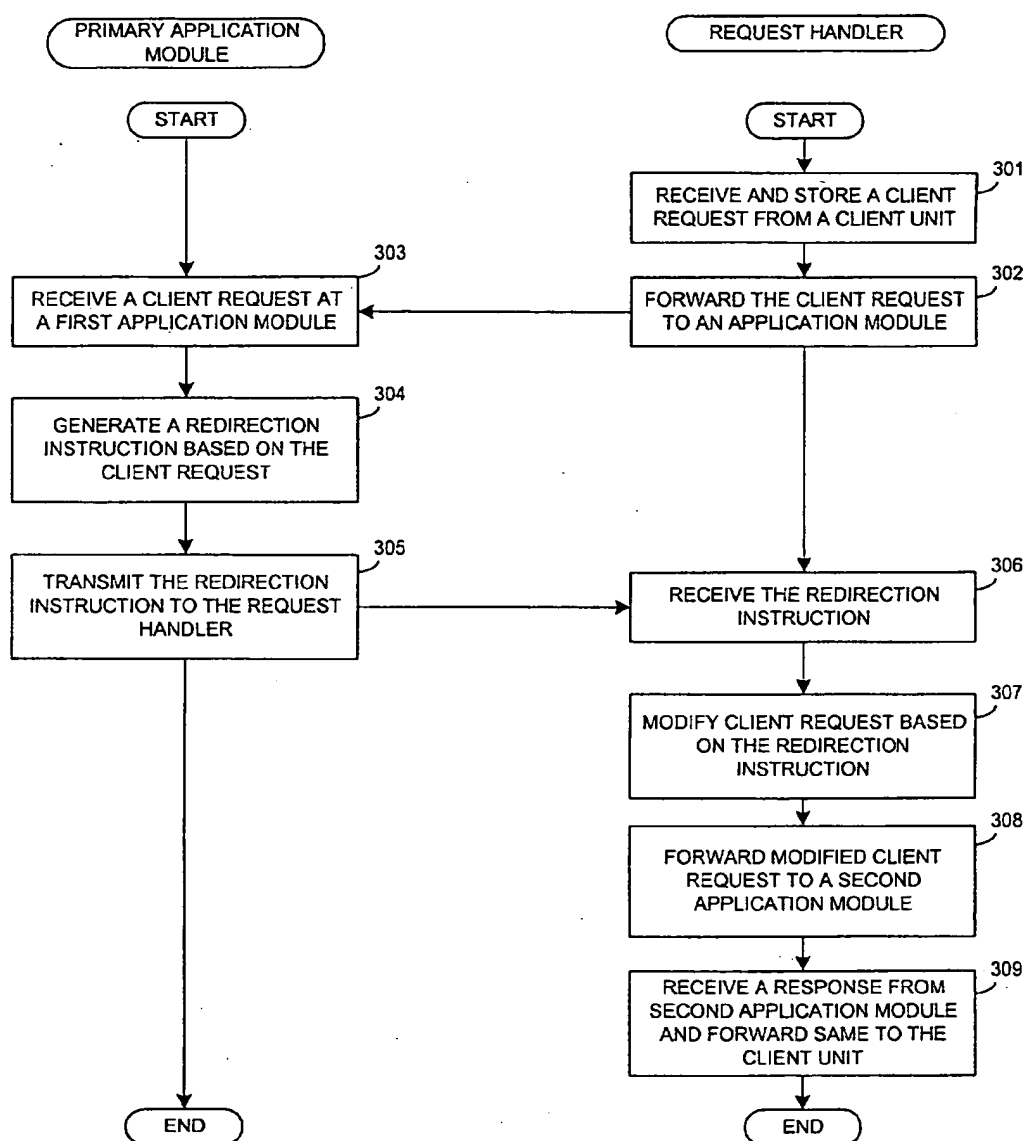 PRIMARY APPLICATION
MODULE
REQUEST HANDLER
START
START
301
RECEIVE AND STORE A CLIENT
REQUEST FROM A CLIENT UNIT
303
302
RECEIVE A CLIENT REQUEST AT
A FIRST APPLICATION MODULE
FORWARD THE CLIENT REQUEST
TO AN APPLICATION MODULE
304
GENERATE A REDIRECTION
INSTRUCTION BASED ON THE
CLIENT REQUEST
305
TRANSMIT THE REDIRECTION
INSTRUCTION TO THE REQUEST
HANDLER
306
RECEIVE THE REDIRECTION
INSTRUCTION
307
MODIFY CLIENT REQUEST BASED
ON THE REDIRECTION
INSTRUCTION
308
FORWARD MODIFIED CLIENT
REQUEST TO A SECOND
APPLICATION MODULE
309
RECEIVE A RESPONSE FROM
SECOND APPLICATION MODULE
AND FORWARD SAME TO THE
CLIENT UNIT
END
END